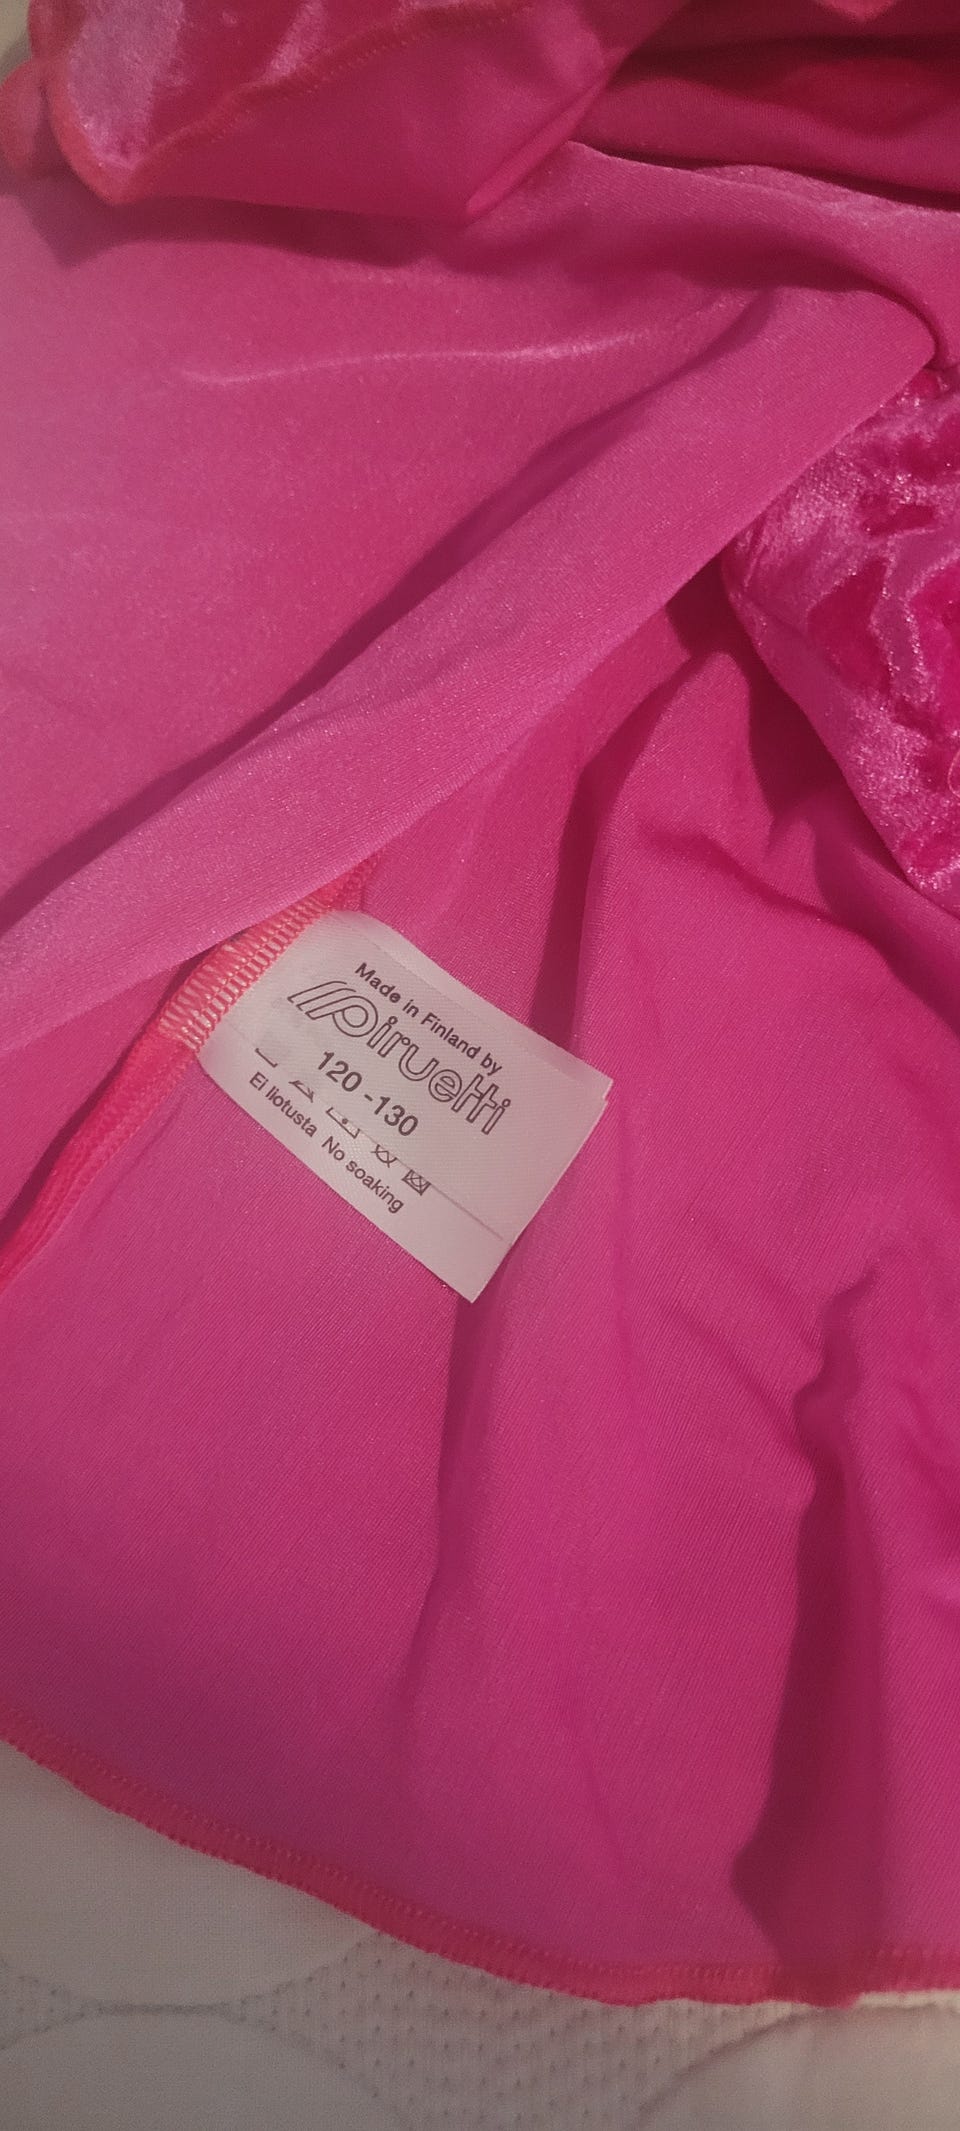 Made in Finland by
Piruetti
120 -130
Ei liotusta No soaking